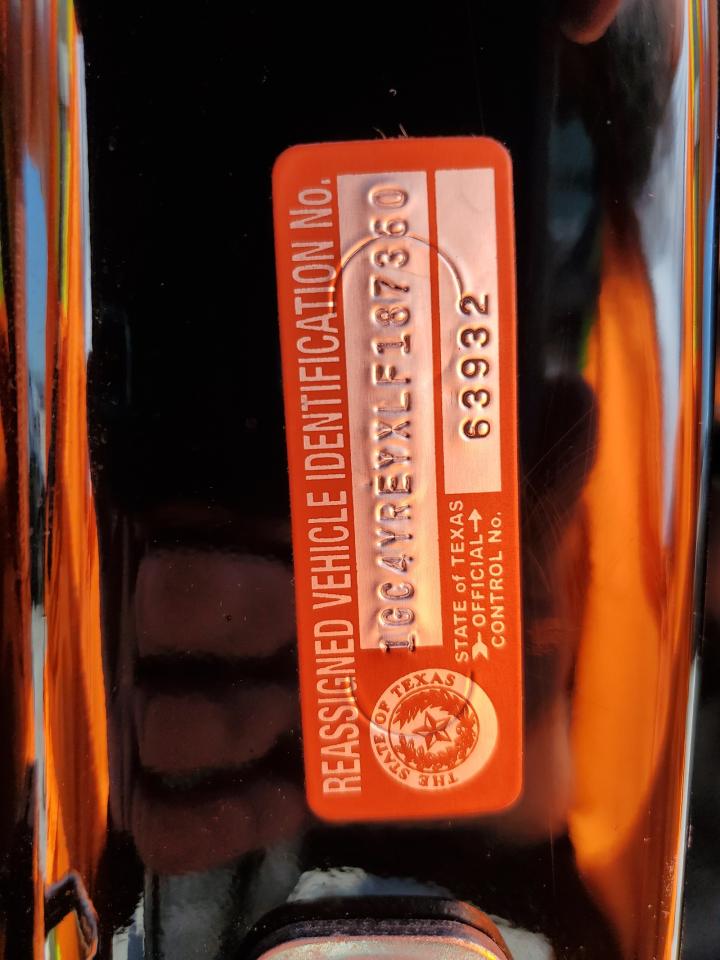 REASSIGNED VEHICLE IDENTIFICATION No.
1GC4YREYXLF187360
THE STATE OF TEXAS
STATE of TEXAS
OFFICIAL
CONTROL No.
63932